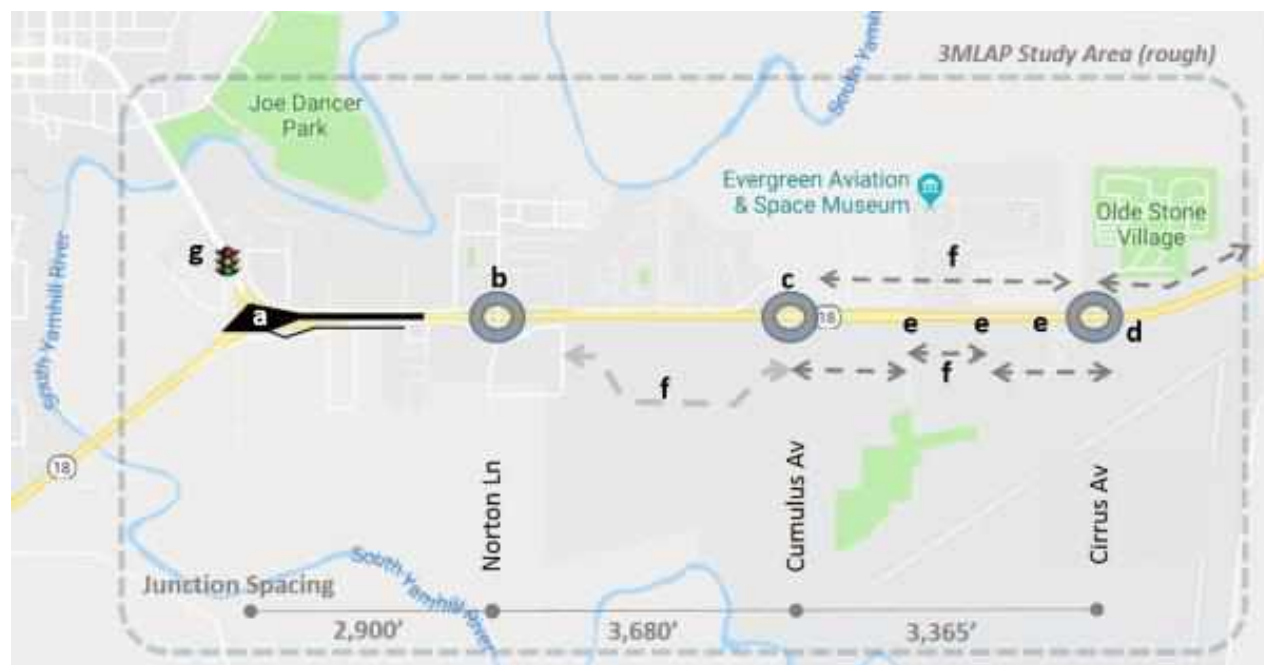 3MLAP Study Area (rough)
Joe Dancer
Park
South Yamhill
Evergreen Aviation
& Space Museum
Olde Stone
Village
South Yamhill River
g
a
b
c
18
f
e
e
e
d
f
f
18
Norton Ln
Cumulus Av
Cirrus Av
South Yamhill River
Junction Spacing
2,900'
3,680'
3,365'